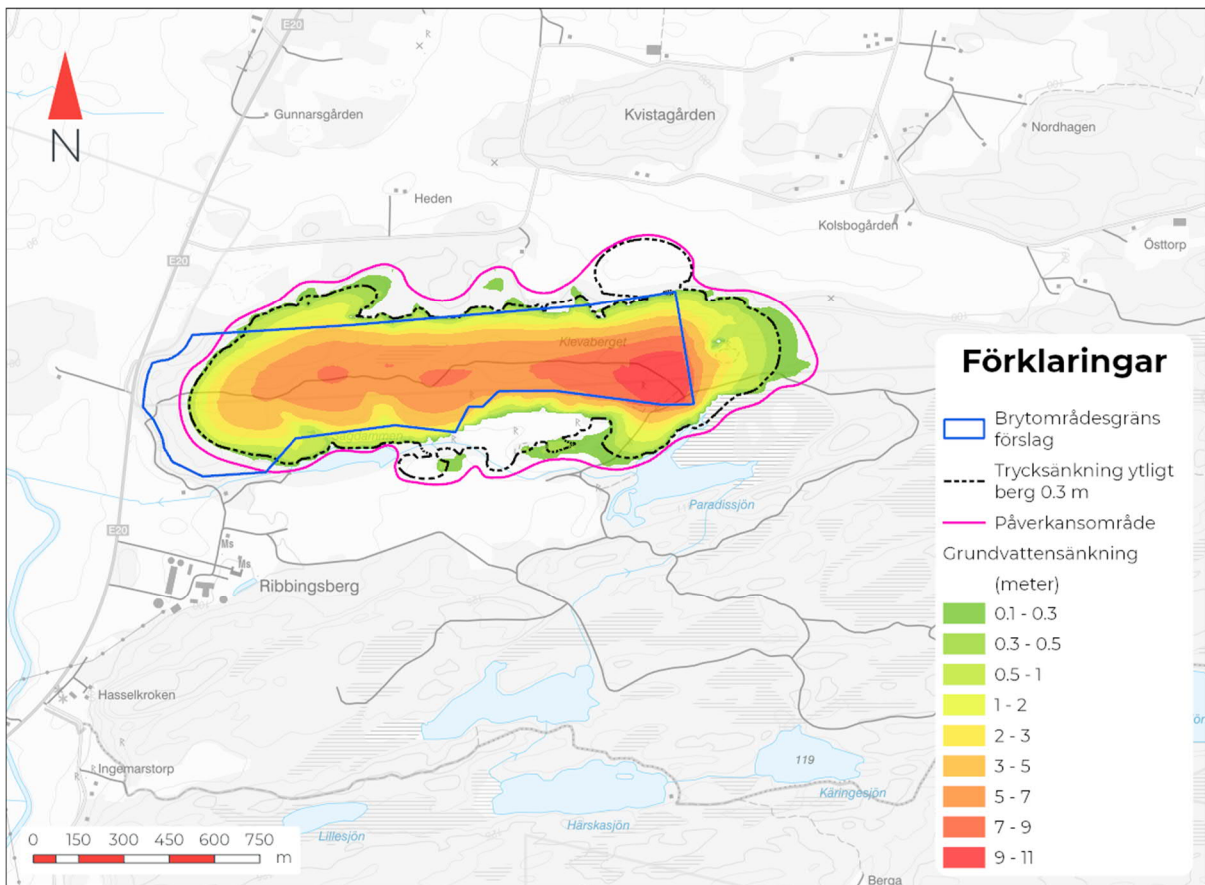 E20
R
Gunnarsgården
Kvistagården
Nordhagen
Heden
Kolsbogården
Östtorp
E20
N
Klevaberget
Paradissjön
E20
Ms
Ms
Ribbingsberg
Hasselkroken
Ingemarstorp
119
Käringesjön
Lillesjön
Härskasjön
Berga
Förklaringar
Brytområdesgräns
förslag
Trycksänkning ytligt
berg 0.3 m
Påverkansområde
Grundvattensänkning
(meter)
0.1 - 0.3
0.3 - 0.5
0.5 - 1
1 - 2
2 - 3
3 - 5
5 - 7
7 - 9
9 - 11
0 150 300 450 600 750
m